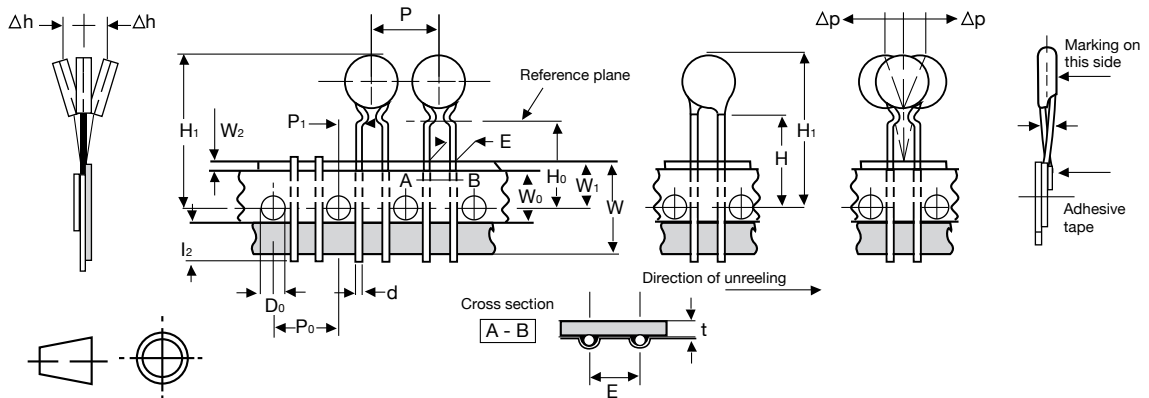 Δh Δh
P
Δp Δp
Marking on
this side
Reference plane
H1
W2
P1
E
H0
A B
W0
W1
W
H
H1
Adhesive
tape
I2
D0
P0
d
Direction of unreeling
Cross section
A - B
t
E